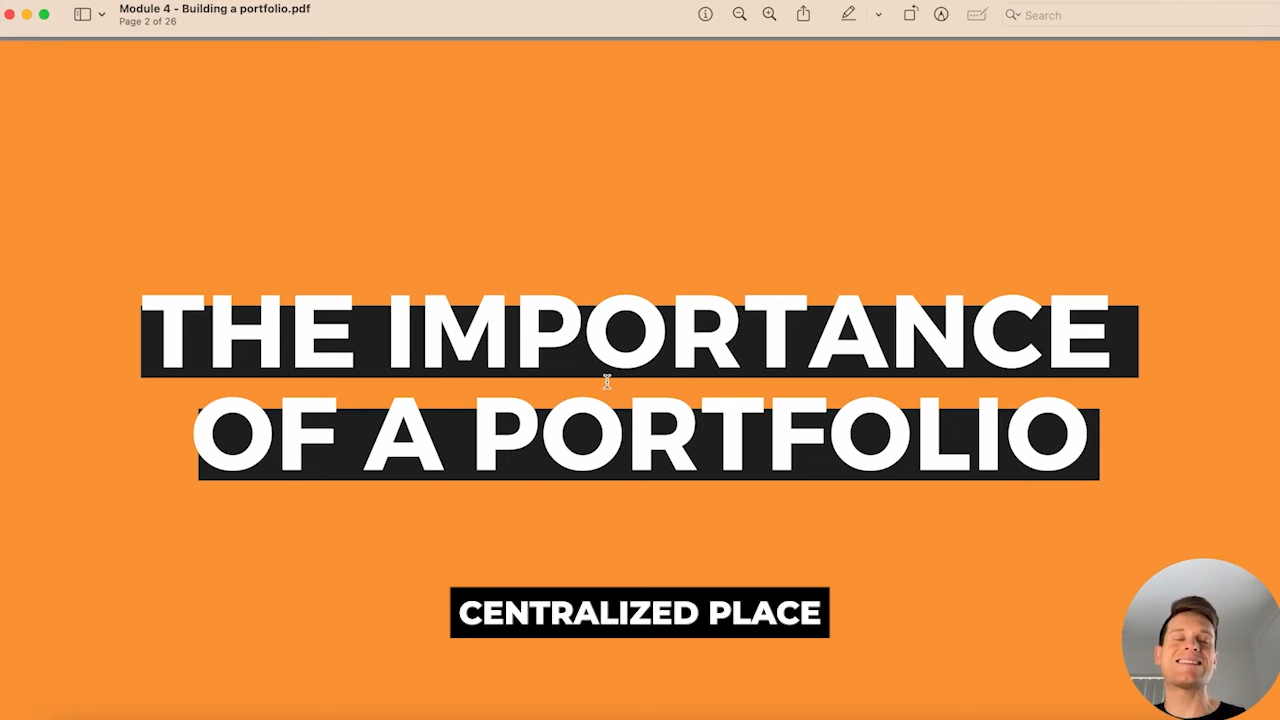 Module 4 - Building a portfolio.pdf
Page 2 of 26
Search
THE IMPORTANCE
OF A PORTFOLIO
CENTRALIZED PLACE